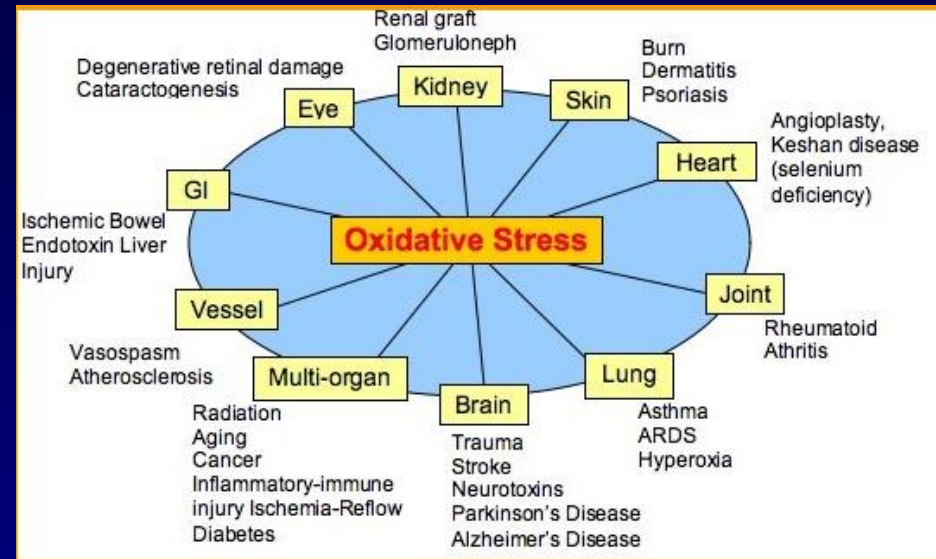 Renal graft
Glomeruloneph
Kidney
Burn
Dermatitis
Psoriasis
Skin
Degenerative retinal damage
Cataractogenesis
Eye
Angioplasty,
Keshan disease
(selenium
deficiency)
Heart
GI
Ischemic Bowel
Endotoxin Liver
Injury
Oxidative Stress
Vessel
Vasospasm
Atherosclerosis
Joint
Rheumatoid
Athritis
Multi-organ
Radiation
Aging
Cancer
Inflammatory-immune
injury Ischemia-Reflow
Diabetes
Brain
Trauma
Stroke
Neurotoxins
Parkinson's Disease
Alzheimer's Disease
Lung
Asthma
ARDS
Hyperoxia